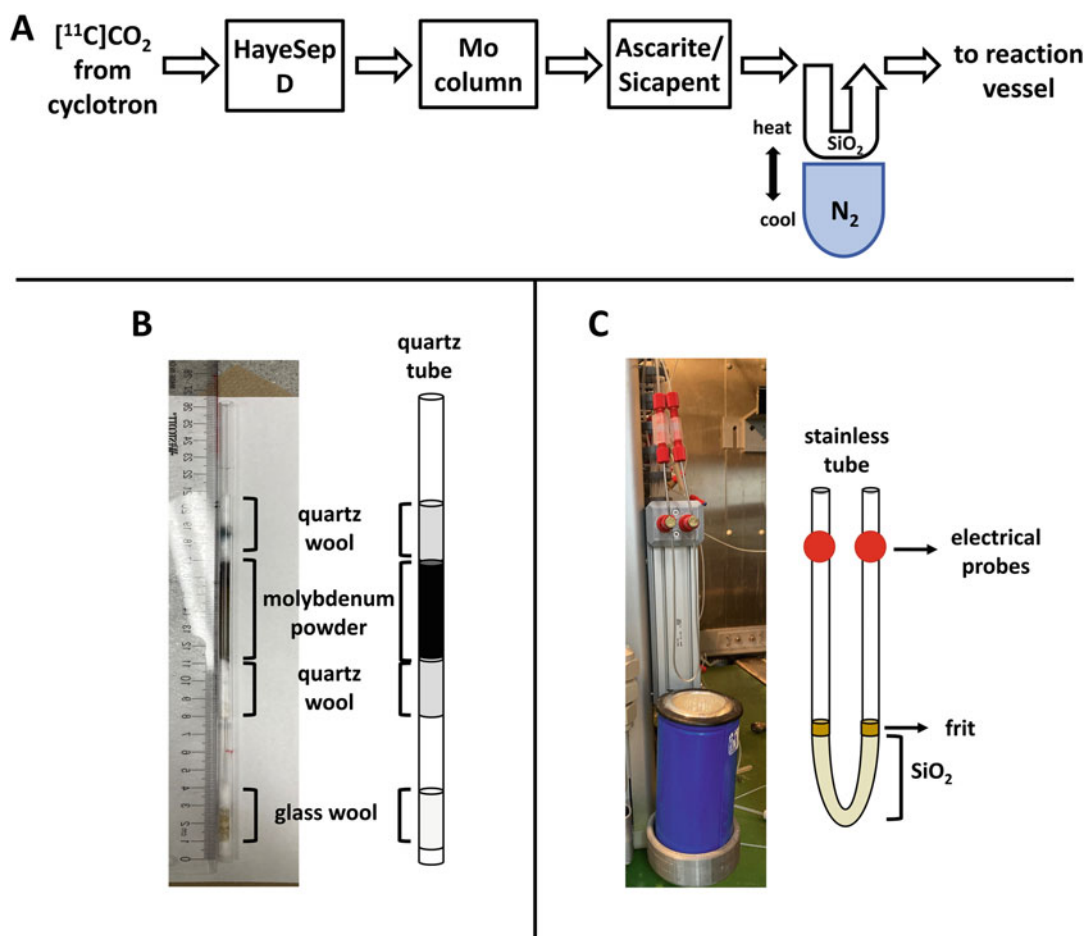 A
[¹¹C]CO₂
from
cyclotron
HayeSep
D
Mo
column
Ascarite/
Sicapent
to reaction
vessel
heat
SiO₂
cool
N₂
B
quartz
tube
quartz
wool
molybdenum
powder
quartz
wool
glass wool
C
stainless
tube
electrical
probes
frit
SiO₂